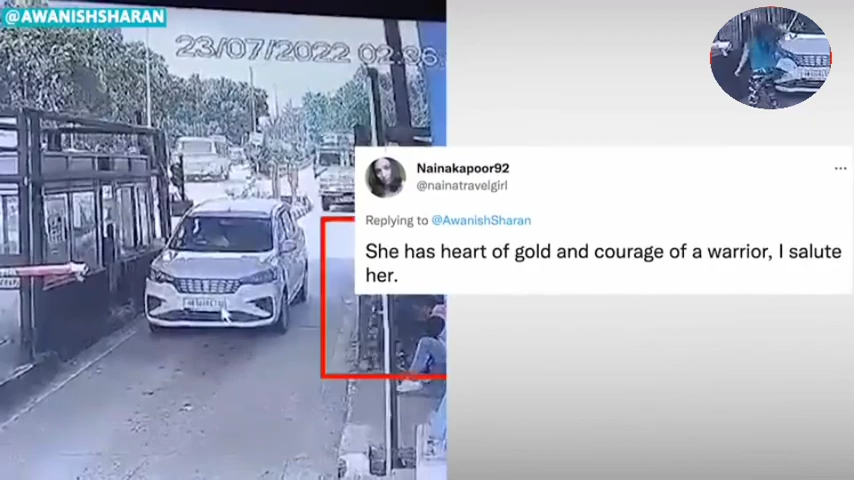 @AWANISHSHARAN
23/07/2022 02:36
Nainakapoor92
@nainatravelgirl
Replying to @AwanishSharan
She has heart of gold and courage of a warrior, I salute
her.